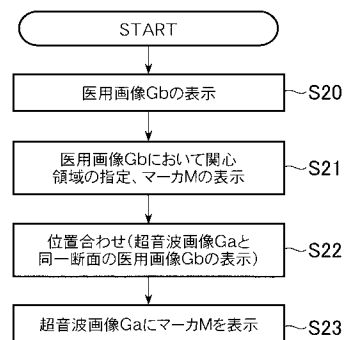 START
医用画像Gbの表示
S20
医用画像Gbにおいて関心
領域の指定、マーカMの表示
S21
位置合わせ(超音波画像Gaと
同一断面の医用画像Gbの表示)
S22
超音波画像GaにマーカMを表示
S23